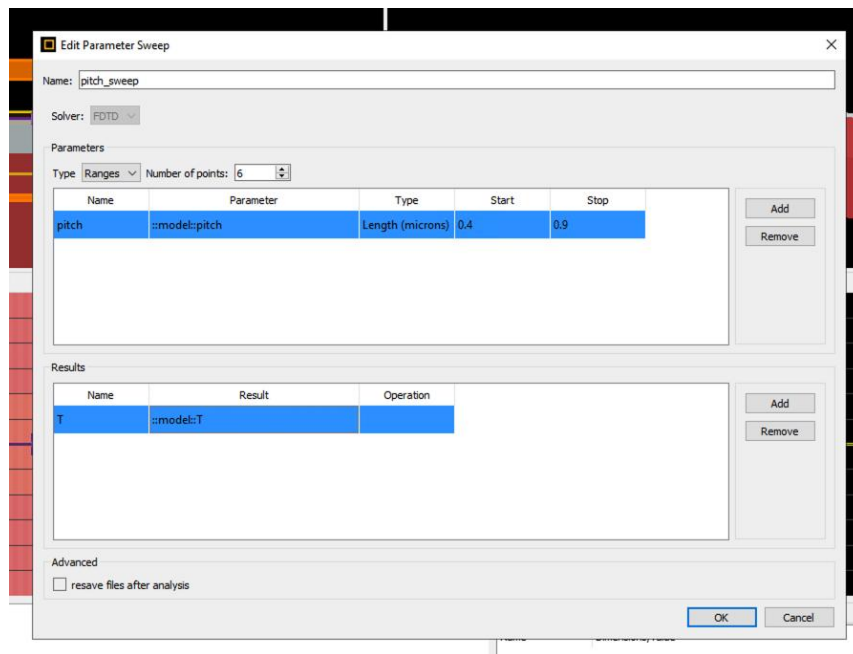 Edit Parameter Sweep
Name: pitch_sweep
Solver: FDTD
Parameters
Type Ranges Number of points: 6
Name Parameter Type Start Stop
pitch ::model::pitch Length (microns) 0.4 0.9
Add
Remove
Results
Name Result Operation
T ::model::T
Add
Remove
Advanced
resave files after analysis
OK Cancel